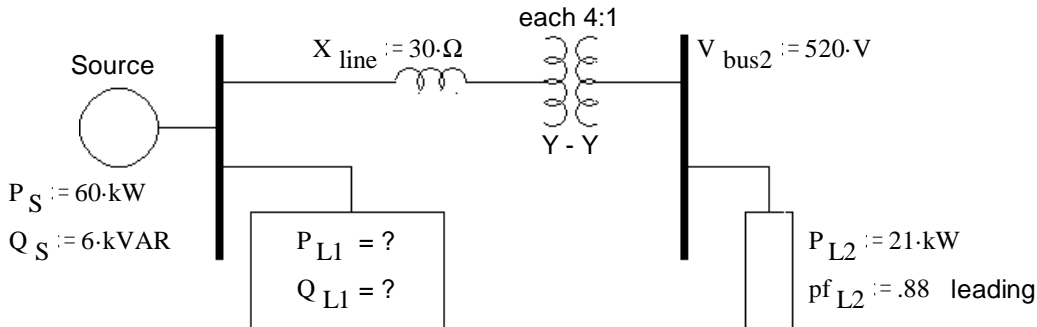 each 4:1
X line := 30·Ω
V bus2 := 520·V
Source
Y - Y
P S := 60·kW
Q S := 6·kVAR
P L1 = ?
Q L1 = ?
P L2 := 21·kW
pf L2 := .88 leading